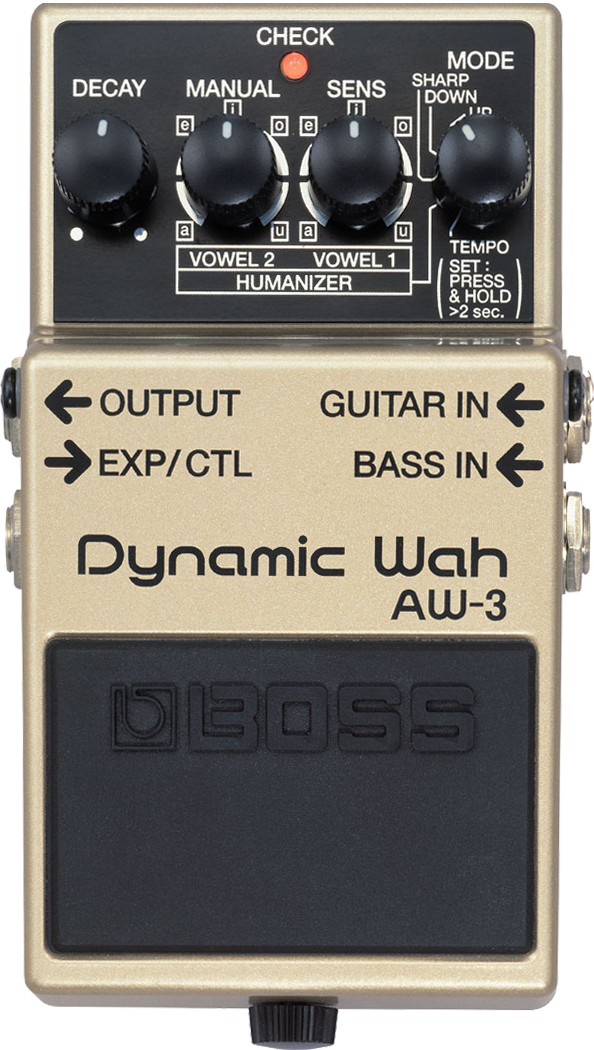 CHECK
MODE
DECAY
MANUAL
SENS
SHARP
DOWN
UP
e i o
e i o
a u
a u
VOWEL 2
VOWEL 1
HUMANIZER
TEMPO
(SET :
PRESS
& HOLD
>2 sec.)
OUTPUT
GUITAR IN
EXP/CTL
BASS IN
Dynamic Wah
AW-3
BOSS